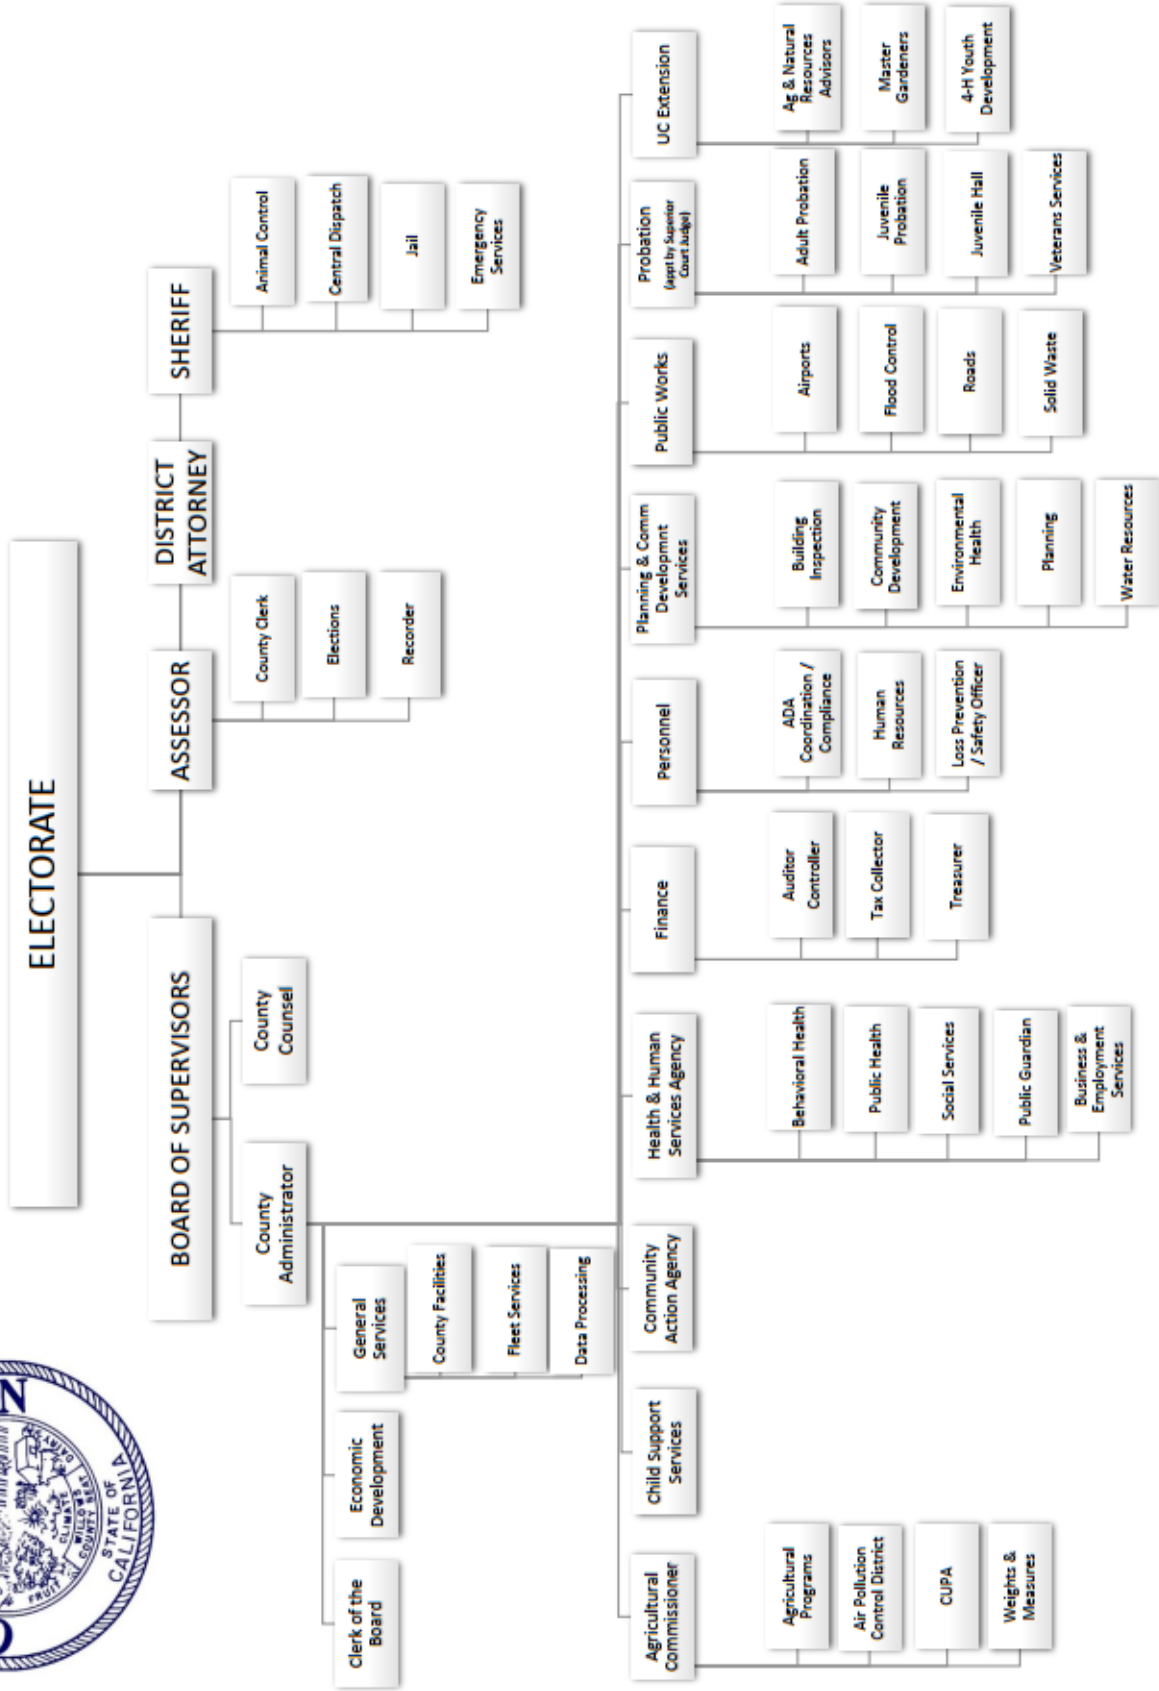 N
O
STATE OF
CALIFORNIA
FRUIT
CLIMATE
DAIRY
WILLOWS
COUNTY SEAT
ELECTORATE
BOARD OF SUPERVISORS
ASSESSOR
DISTRICT
ATTORNEY
SHERIFF
County
Administrator
County
Counsel
County Clerk
Elections
Recorder
Animal Control
Central Dispatch
Jail
Emergency
Services
Clerk of the
Board
Economic
Development
General
Services
County Facilities
Fleet Services
Data Processing
Agricultural
Commissioner
Child Support
Services
Community
Action Agency
Health & Human
Services Agency
Finance
Personnel
Planning & Comm
Developmnt
Services
Public Works
Probation
(appt by Superior
Court Judge)
UC Extension
Agricultural
Programs
Air Pollution
Control District
CUPA
Weights &
Measures
Behavioral Health
Public Health
Social Services
Public Guardian
Business &
Employment
Services
Auditor
Controller
Tax Collector
Treasurer
ADA
Coordination /
Compliance
Human
Resources
Loss Prevention
/ Safety Officer
Building
Inspection
Community
Development
Environmental
Health
Planning
Water Resources
Airports
Flood Control
Roads
Solid Waste
Adult Probation
Juvenile
Probation
Juvenile Hall
Veterans Services
Ag & Natural
Resources
Advisors
Master
Gardeners
4-H Youth
Development